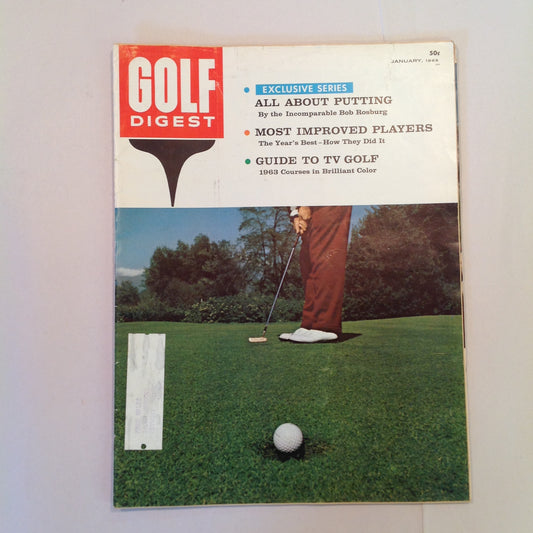 50¢
JANUARY, 1963
GOLF
DIGEST
EXCLUSIVE SERIES
ALL ABOUT PUTTING
By the Incomparable Bob Rosburg
MOST IMPROVED PLAYERS
The Year's Best—How They Did It
GUIDE TO TV GOLF
1963 Courses in Brilliant Color